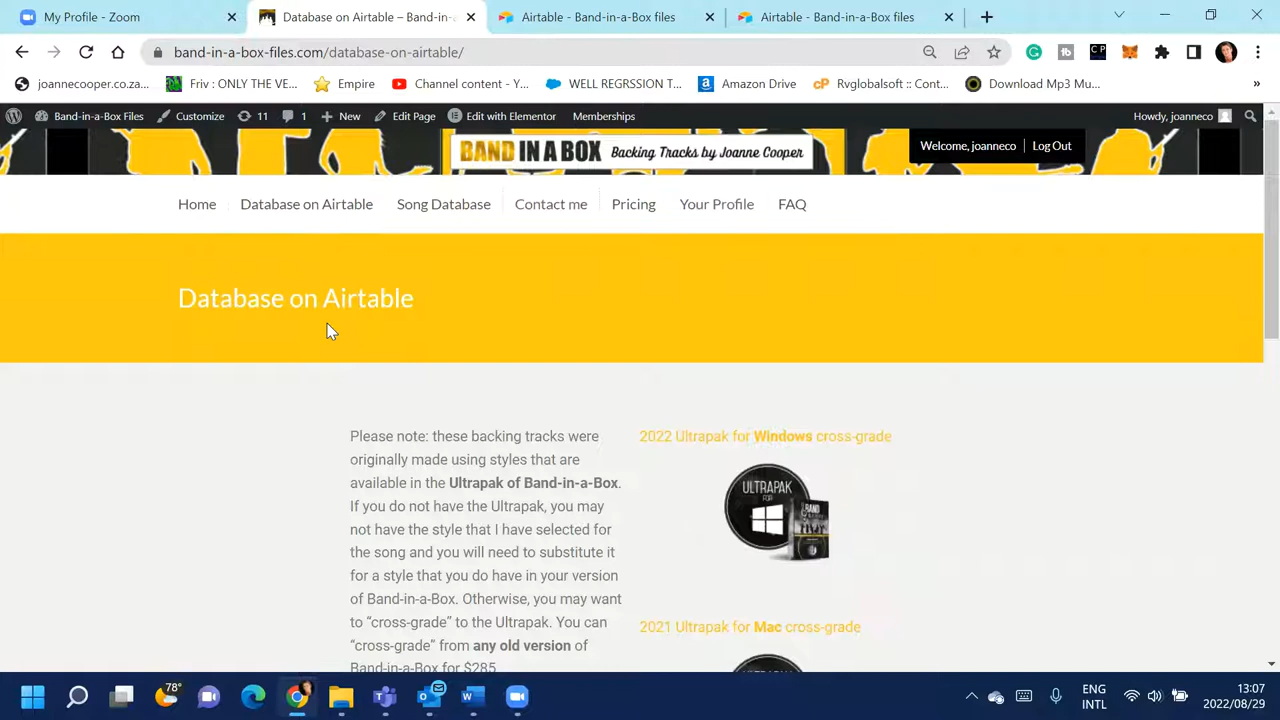 My Profile - Zoom
Database on Airtable – Band-in-a
Airtable - Band-in-a-Box files
Airtable - Band-in-a-Box files
band-in-a-box-files.com/database-on-airtable/
joannecooper.co.za...
Friv : ONLY THE VE...
Empire
Channel content - Y...
WELL REGRSSION T...
Amazon Drive
Rvglobalsoft :: Cont...
Download Mp3 Mu...
»
Band-in-a-Box Files
Customize
11
1
New
Edit Page
Edit with Elementor
Memberships
Howdy, joanneco
BAND IN A BOX Backing Tracks by Joanne Cooper
Welcome, joanneco
Log Out
Home
Database on Airtable
Song Database
Contact me
Pricing
Your Profile
FAQ
Database on Airtable
Please note: these backing tracks were
originally made using styles that are
available in the Ultrapak of Band-in-a-Box.
If you do not have the Ultrapak, you may
not have the style that I have selected for
the song and you will need to substitute it
for a style that you do have in your version
of Band-in-a-Box. Otherwise, you may want
to “cross-grade” to the Ultrapak. You can
“cross-grade” from any old version of
Band-in-a-Box for $285.
2022 Ultrapak for Windows cross-grade
ULTRAPAK
FOR
2021 Ultrapak for Mac cross-grade
ULTRAPAK
78°
ENG
INTL
13:07
2022/08/29